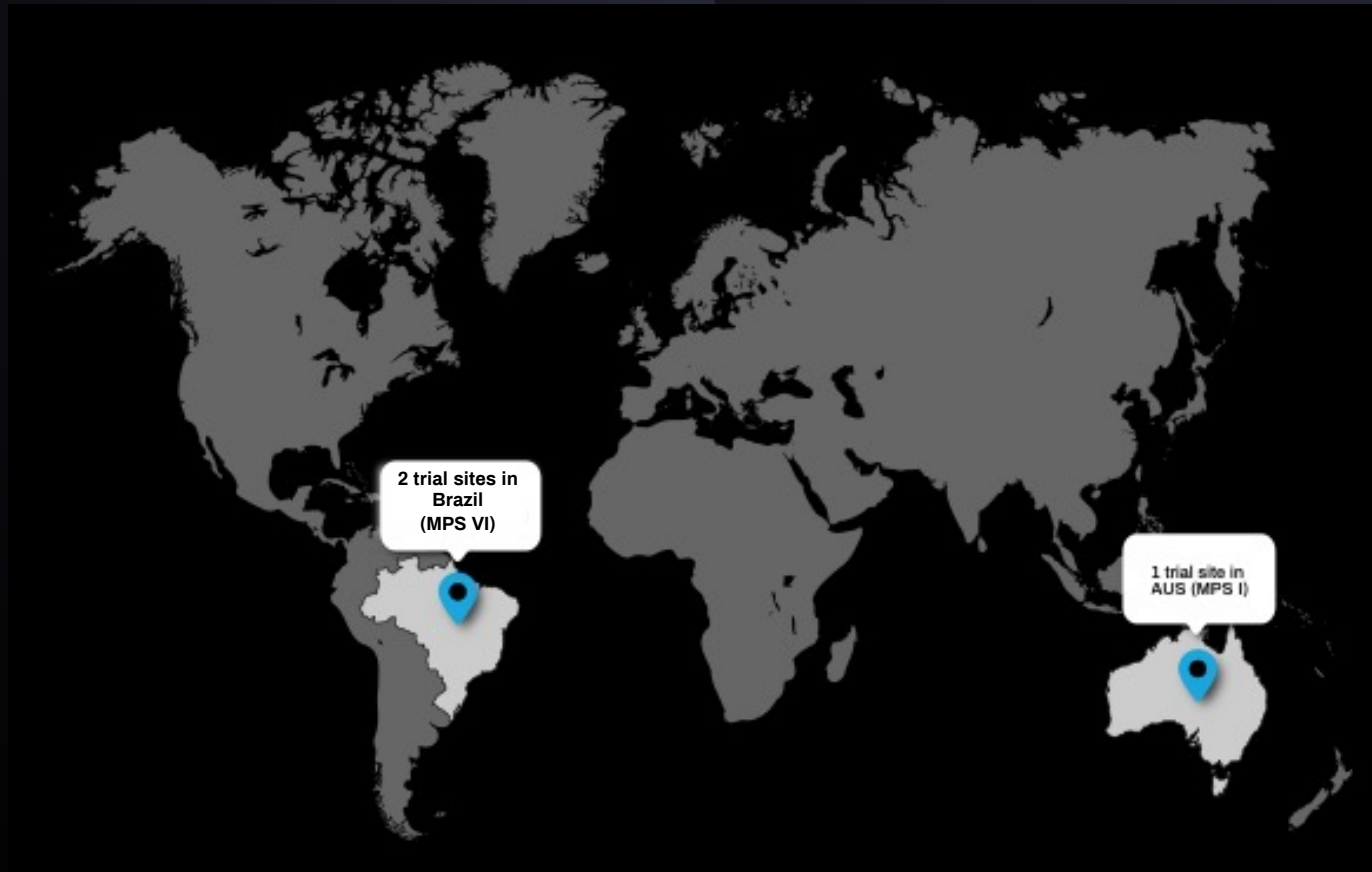 2 trial sites in
Brazil
(MPS VI)
1 trial site in
AUS (MPS I)